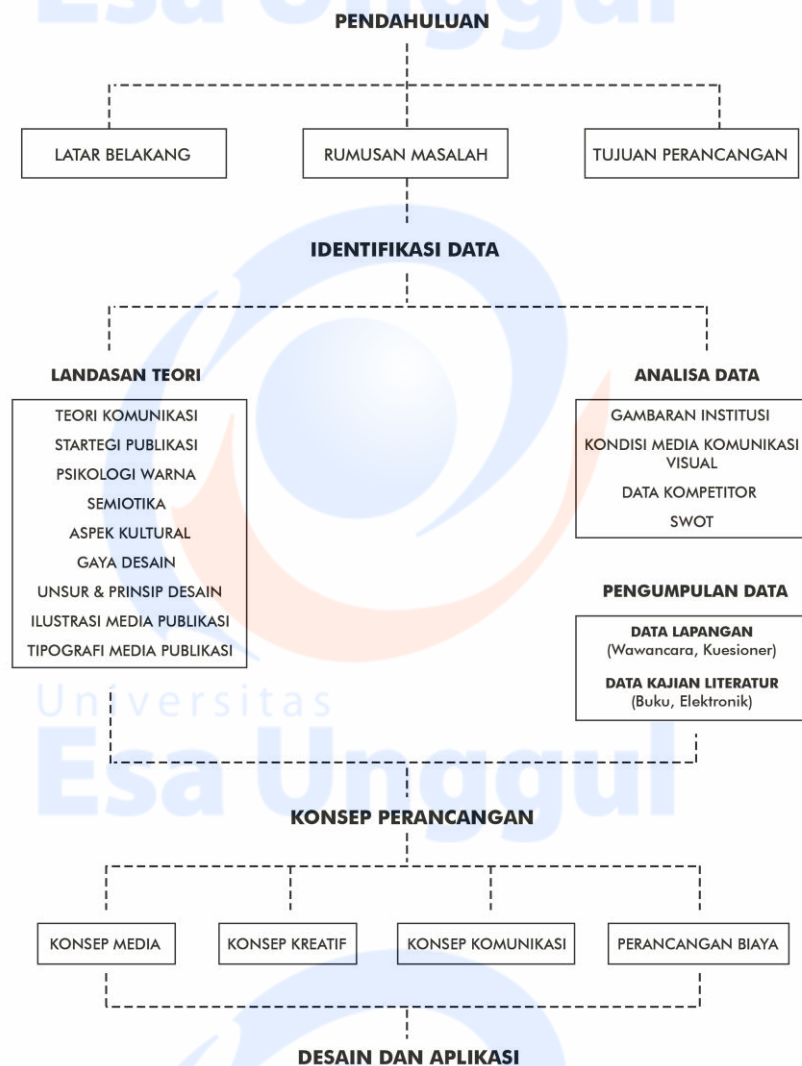 Esa Unggul
PENDAHULUAN
LATAR BELAKANG
RUMUSAN MASALAH
TUJUAN PERANCANGAN
IDENTIFIKASI DATA
LANDASAN TEORI
TEORI KOMUNIKASI
STARTEGI PUBLIKASI
PSIKOLOGI WARNA
SEMIOTIKA
ASPEK KULTURAL
GAYA DESAIN
UNSUR & PRINSIP DESAIN
ILUSTRASI MEDIA PUBLIKASI
TIPOGRAFI MEDIA PUBLIKASI
ANALISA DATA
GAMBARAN INSTITUSI
KONDISI MEDIA KOMUNIKASI
VISUAL
DATA KOMPETITOR
SWOT
PENGUMPULAN DATA
DATA LAPANGAN
(Wawancara, Kuesioner)
DATA KAJIAN LITERATUR
(Buku, Elektronik)
Universitas
Esa Unggul
KONSEP PERANCANGAN
KONSEP MEDIA
KONSEP KREATIF
KONSEP KOMUNIKASI
PERANCANGAN BIAYA
DESAIN DAN APLIKASI